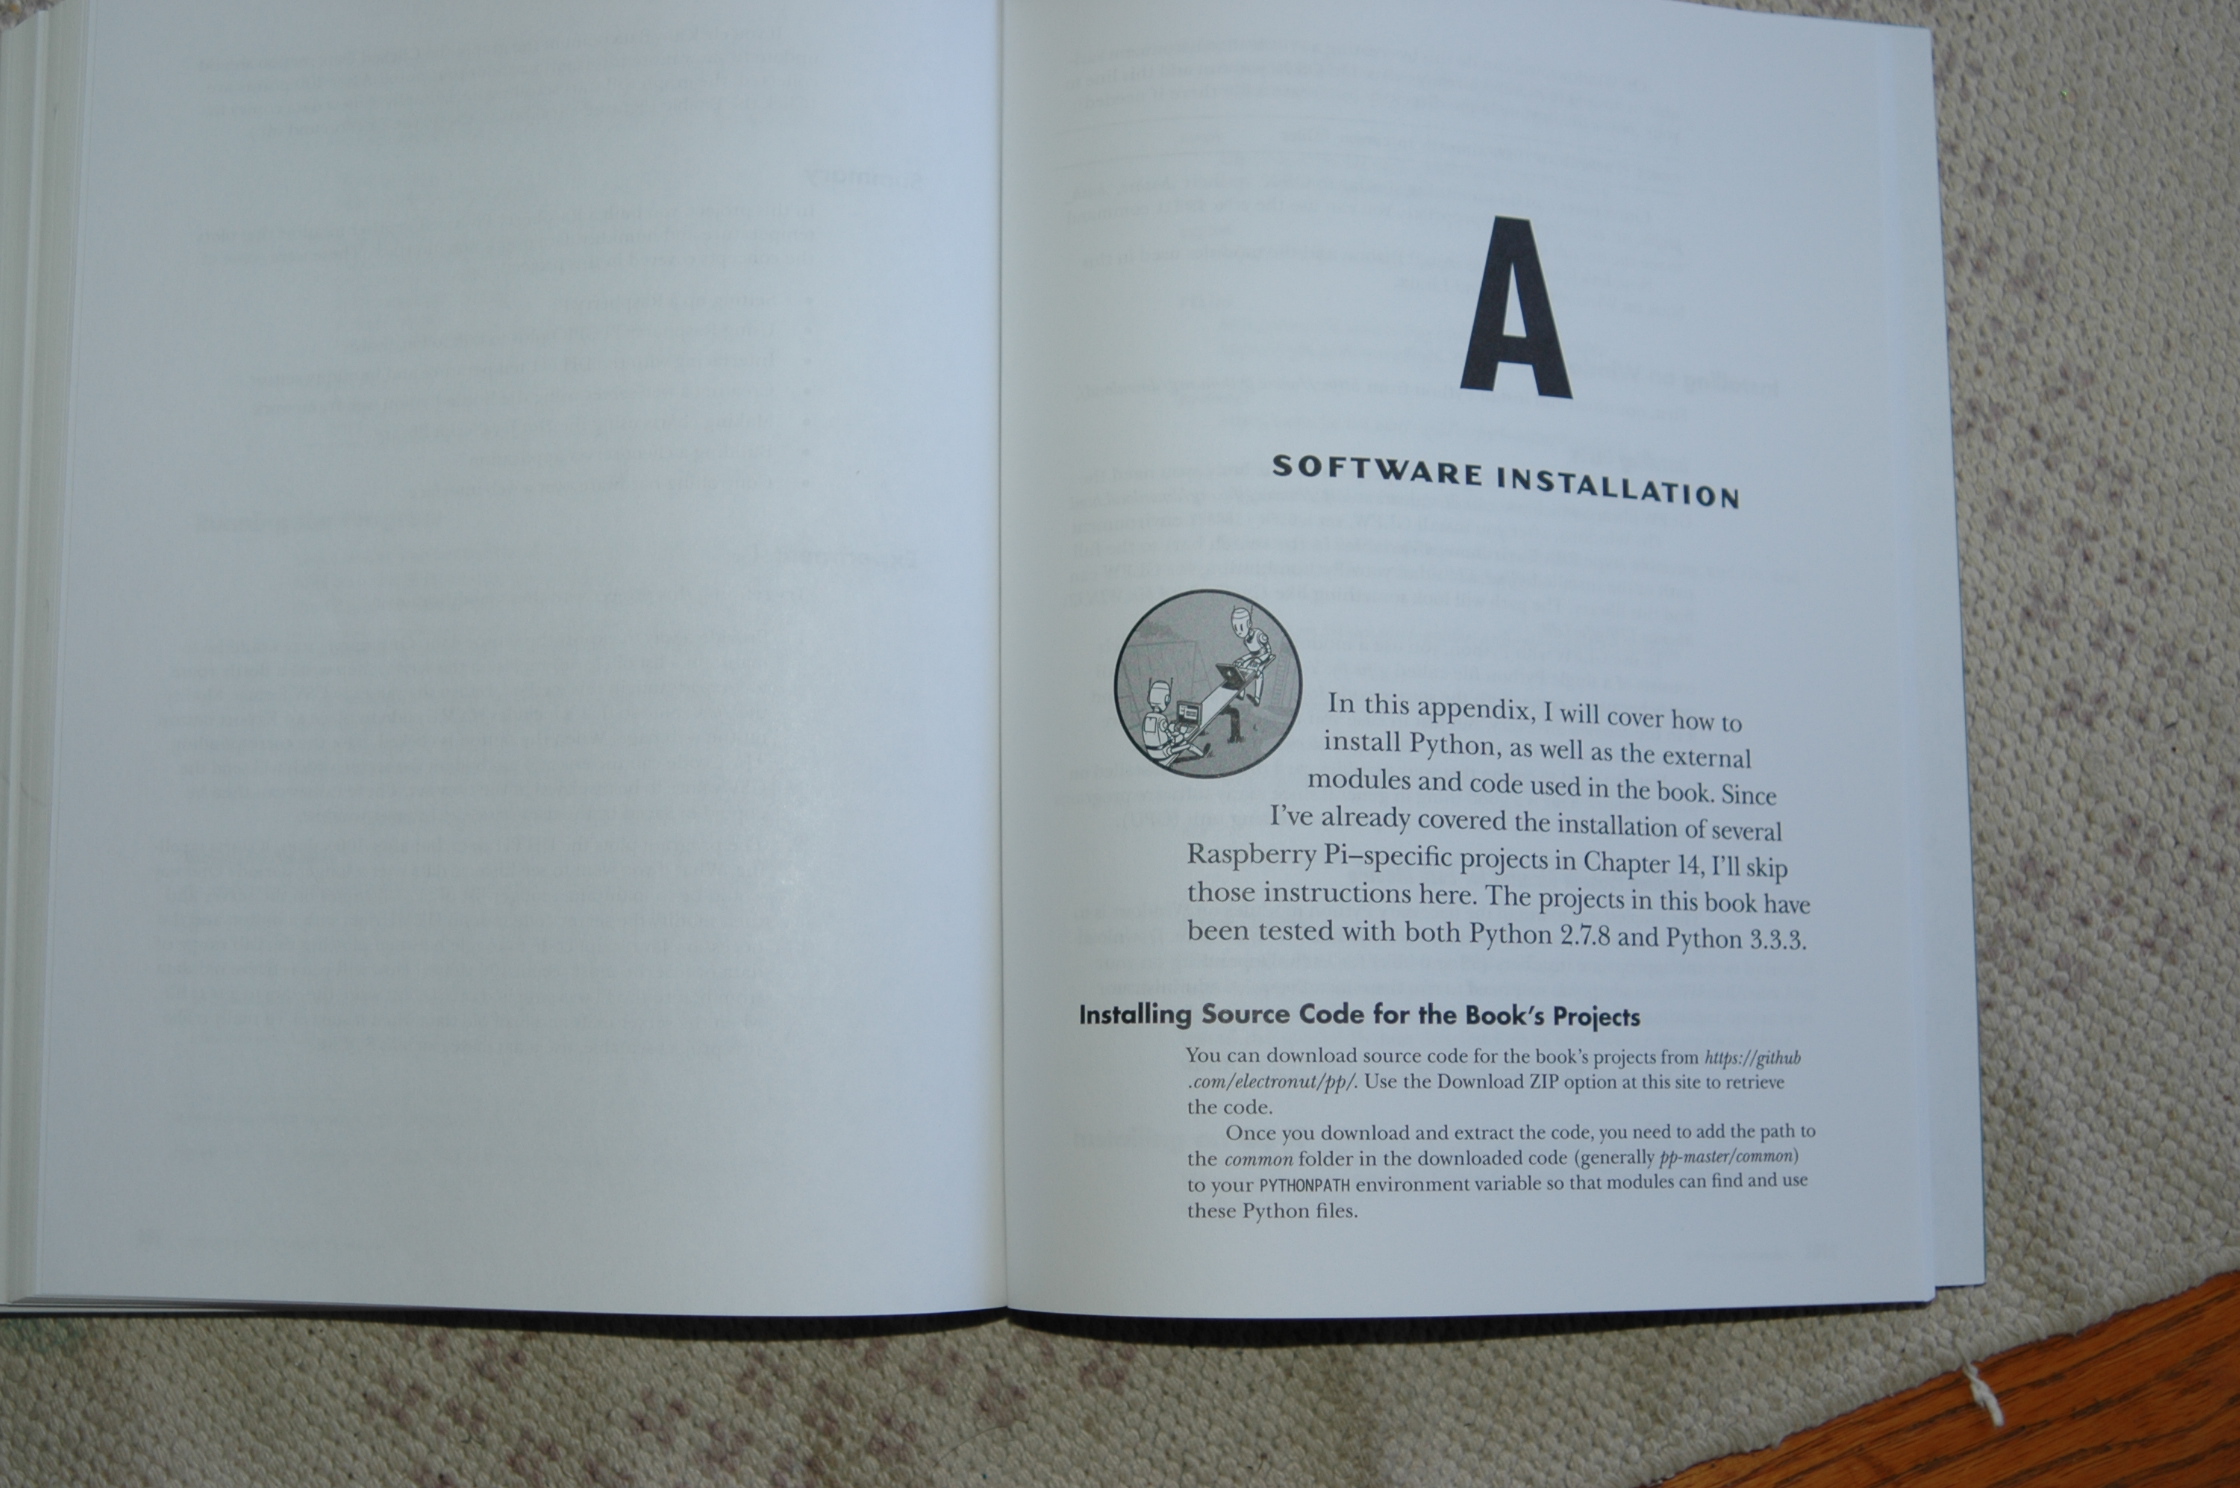 A
SOFTWARE INSTALLATION
In this appendix, I will cover how to
install Python, as well as the external
modules and code used in the book. Since
I've already covered the installation of several
Raspberry Pi–specific projects in Chapter 14, I'll skip
those instructions here. The projects in this book have
been tested with both Python 2.7.8 and Python 3.3.3.
Installing Source Code for the Book's Projects
You can download source code for the book's projects from https://github
.com/electronut/pp/. Use the Download ZIP option at this site to retrieve
the code.
Once you download and extract the code, you need to add the path to
the common folder in the downloaded code (generally pp-master/common)
to your PYTHONPATH environment variable so that modules can find and use
these Python files.